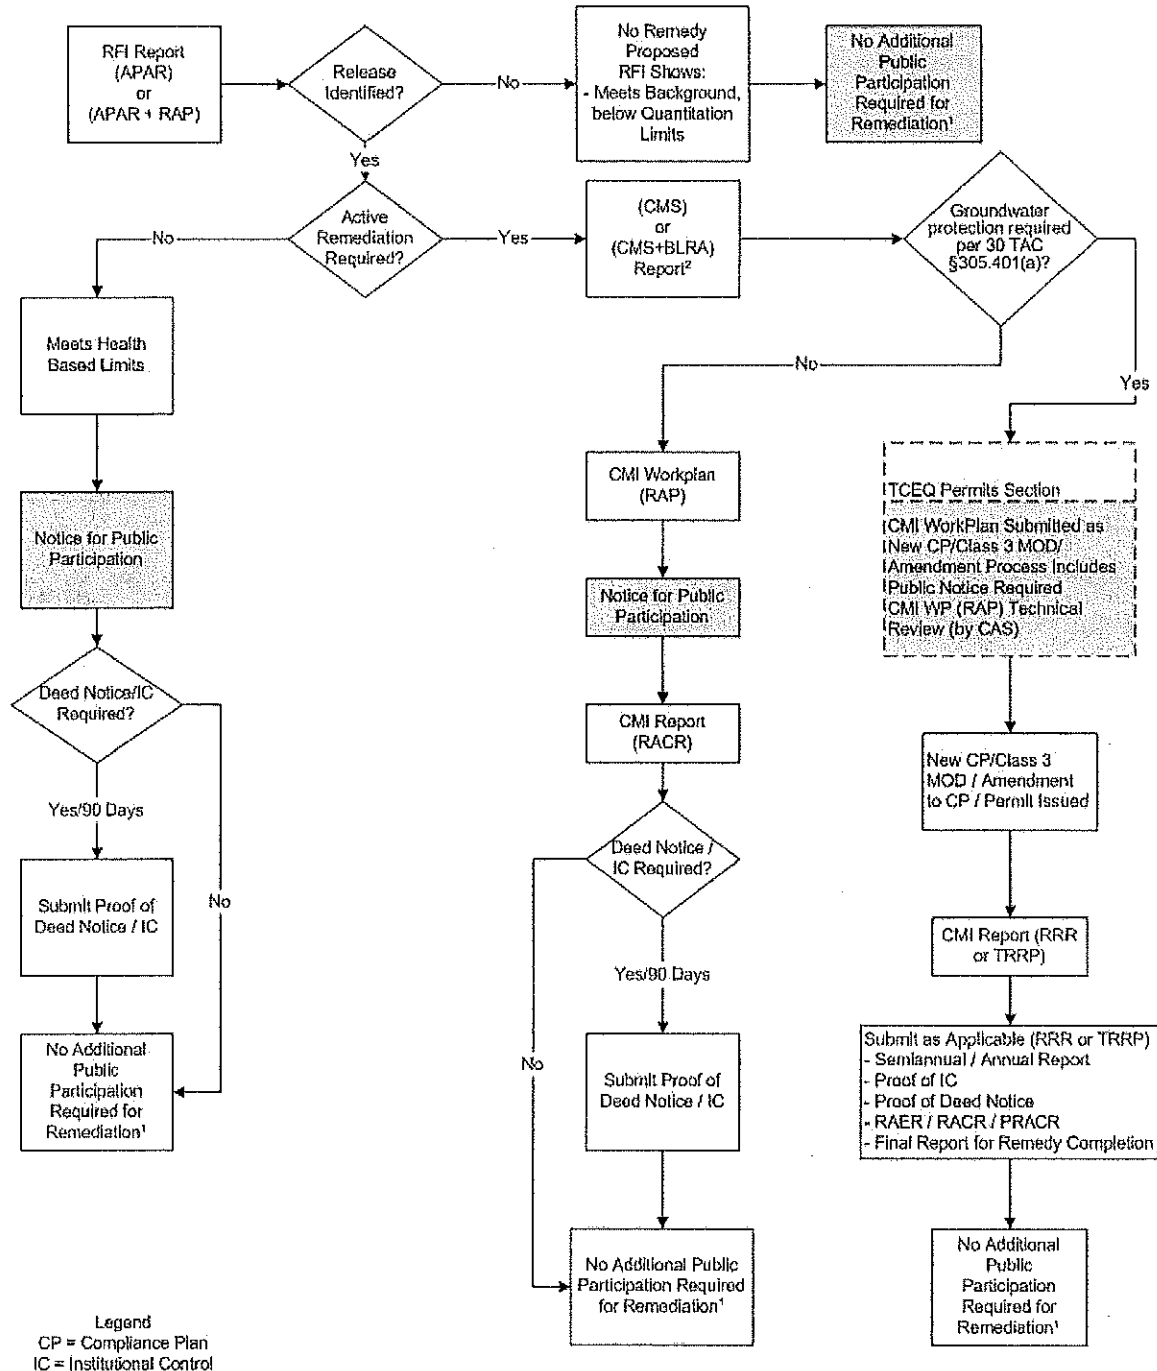 RFI Report
(APAR)
or
(APAR + RAP)
Release
Identified?
No
No Remedy
Proposed
RFI Shows:
- Meets Background,
below Quantitation
Limits
No Additional
Public
Participation
Required for
Remediation¹
Yes
Active
Remediation
Required?
No
Yes
(CMS)
or
(CMS+BLRA)
Report²
Groundwater
protection required
per 30 TAC
§305.401(a)?
No
Yes
Meets Health
Based Limits
Notice for Public
Participation
Deed Notice/IC
Required?
Yes/90 Days
No
Submit Proof of
Deed Notice / IC
No Additional
Public
Participation
Required for
Remediation¹
CMI Workplan
(RAP)
Notice for Public
Participation
CMI Report
(RACR)
Deed Notice /
IC Required?
Yes/90 Days
No
Submit Proof of
Deed Notice / IC
No Additional Public
Participation Required
for Remediation¹
TCEQ Permits Section
CMI WorkPlan Submitted as
New CP/Class 3 MOD/
Amendment Process Includes
Public Notice Required
CMI WP (RAP) Technical
Review (by CAS)
New CP/Class 3
MOD / Amendment
to CP / Permit Issued
CMI Report (RRR
or TRRP)
Submit as Applicable (RRR or TRRP)
- Semiannual / Annual Report
- Proof of IC
- Proof of Deed Notice
- RAER / RACR / PRACR
- Final Report for Remedy Completion
No Additional
Public
Participation
Required for
Remediation¹
Legend
CP = Compliance Plan
IC = Institutional Control